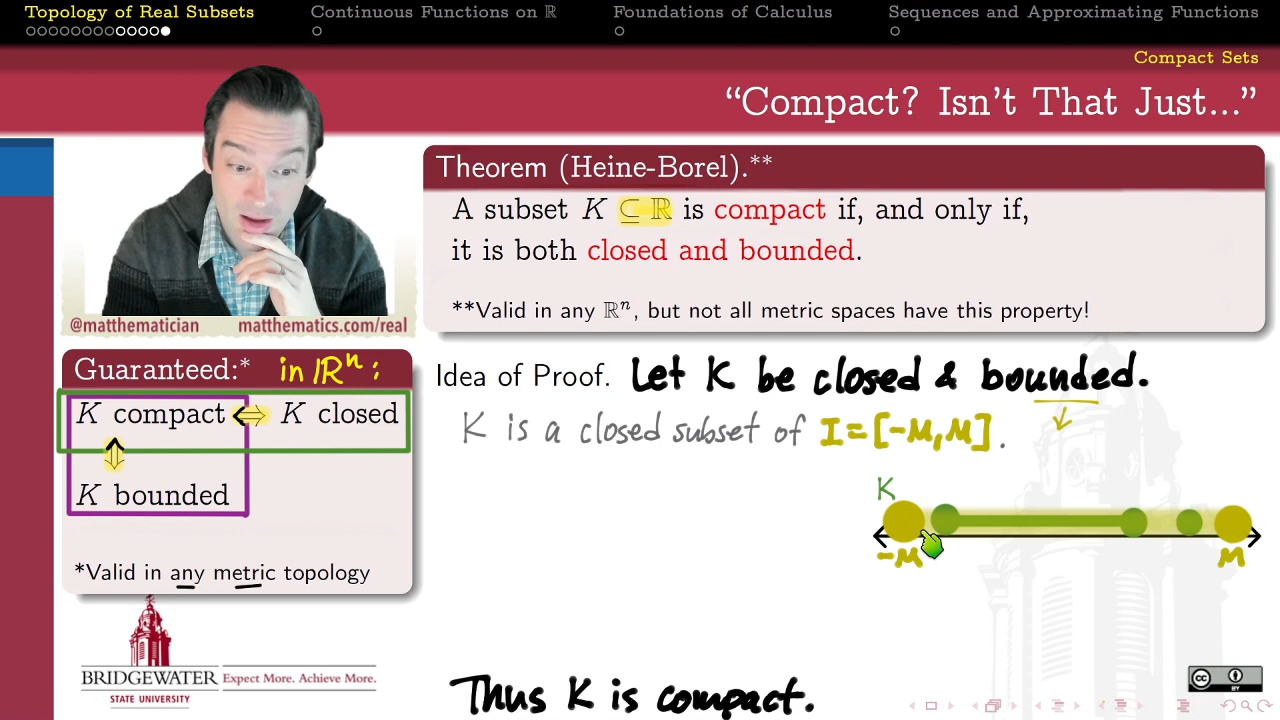 Topology of Real Subsets Continuous Functions on ℝ Foundations of Calculus Sequences and Approximating Functions
Compact Sets
“Compact? Isn't That Just...”
Theorem (Heine-Borel).**
A subset K ⊆ ℝ is compact if, and only if,
it is both closed and bounded.
**Valid in any ℝⁿ, but not all metric spaces have this property!
@matthematician matthematics.com/real
Guaranteed:* in ℝⁿ:
K compact ⇔ K closed
⇕
K bounded
*Valid in any metric topology
Idea of Proof. Let K be closed & bounded.
K is a closed subset of I=[-M,M].
K
-M M
Thus K is compact.
BRIDGEWATER
STATE UNIVERSITY
Expect More. Achieve More.
cc
BY